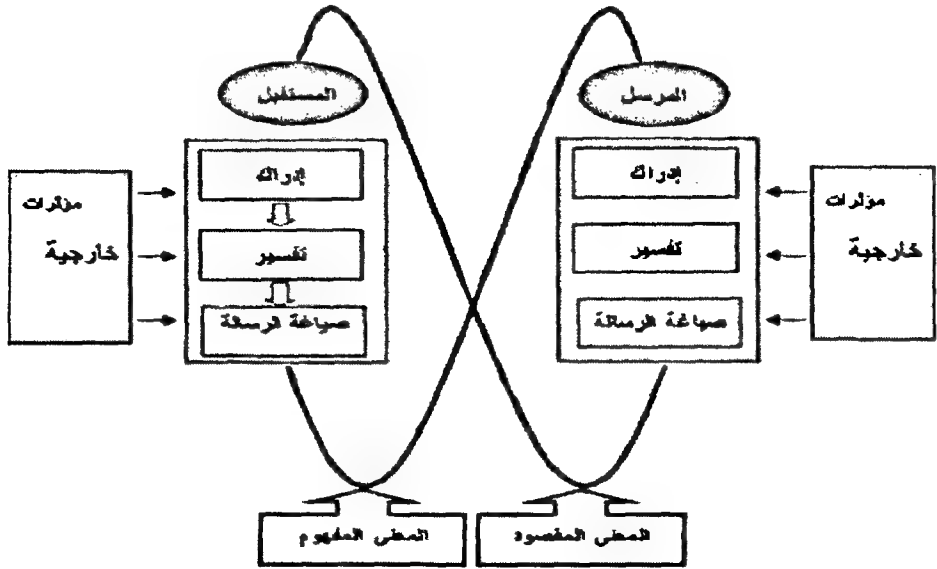 المرسل
المستقبل
إدراك
إدراك
مؤثرات
مؤثرات
خارجية
خارجية
تفسير
تفسير
صياغة الرسالة
صياغة الرسالة
المعنى المقصود
المعنى المفهوم